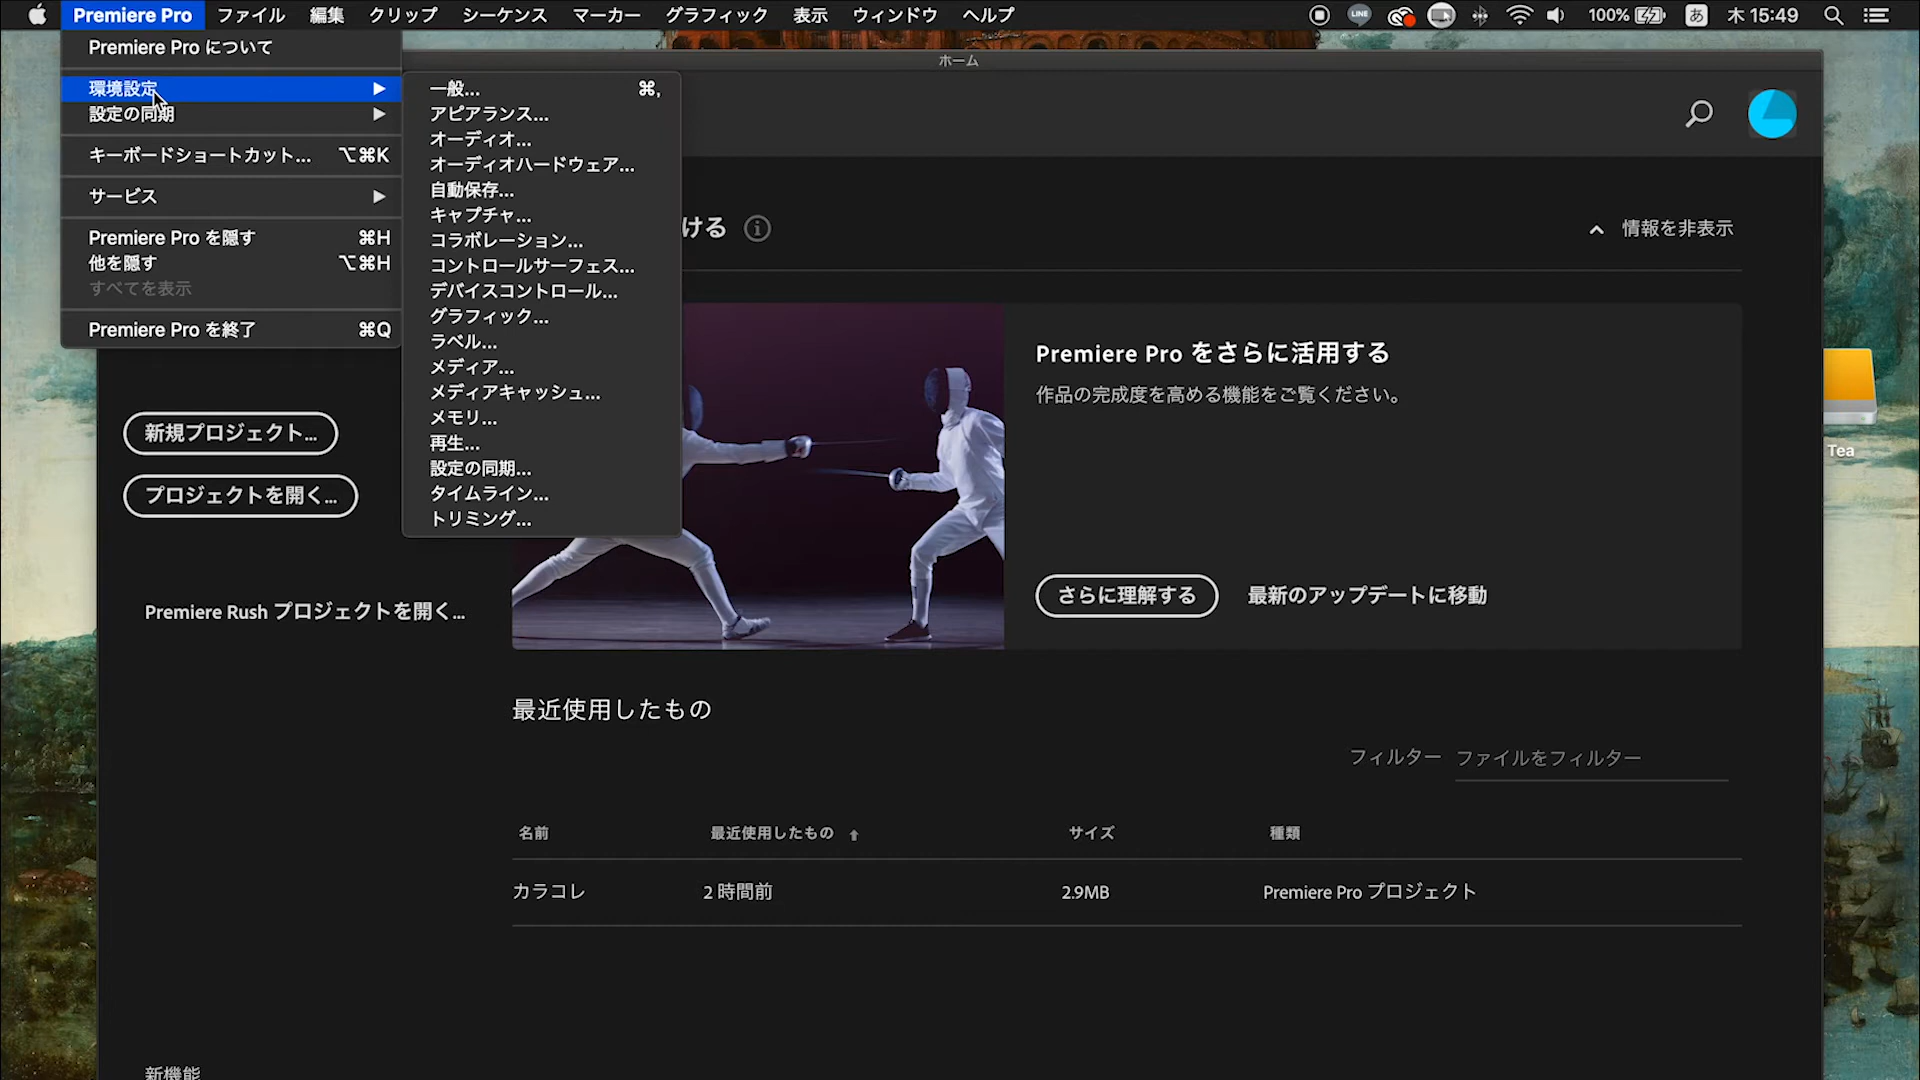 Premiere Pro ファイル 編集 クリップ シーケンス マーカー グラフィック 表示 ウィンドウ ヘルプ LINE 100% あ 木 15:49
Premiere Pro について
環境設定
設定の同期
キーボードショートカット... ⌥⌘K
サービス
Premiere Pro を隠す ⌘H
他を隠す ⌥⌘H
すべてを表示
Premiere Pro を終了 ⌘Q
一般... ⌘,
アピアランス...
オーディオ...
オーディオハードウェア...
自動保存...
キャプチャ...
コラボレーション...
コントロールサーフェス...
デバイスコントロール...
グラフィック...
ラベル...
メディア...
メディアキャッシュ...
メモリ...
再生...
設定の同期...
タイムライン...
トリミング...
ホーム
ける
情報を非表示
Premiere Pro をさらに活用する
作品の完成度を高める機能をご覧ください。
さらに理解する 最新のアップデートに移動
新規プロジェクト...
プロジェクトを開く...
Premiere Rush プロジェクトを開く...
Tea
最近使用したもの
フィルター ファイルをフィルター
名前 最近使用したもの サイズ 種類
カラコレ 2 時間前 2.9MB Premiere Pro プロジェクト
新機能